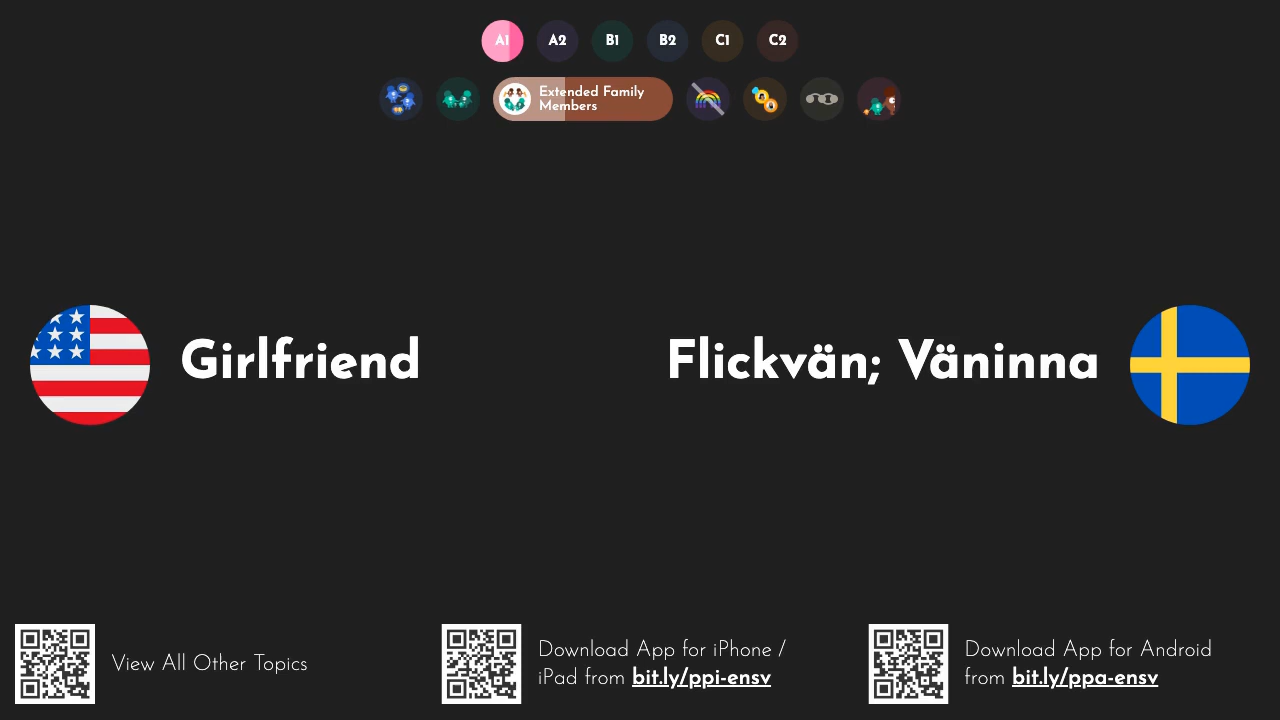 A1 A2 B1 B2 C1 C2
Extended Family
Members
Girlfriend
Flickvän; Väninna
View All Other Topics
Download App for iPhone /
iPad from bit.ly/ppi-ensv
Download App for Android
from bit.ly/ppa-ensv